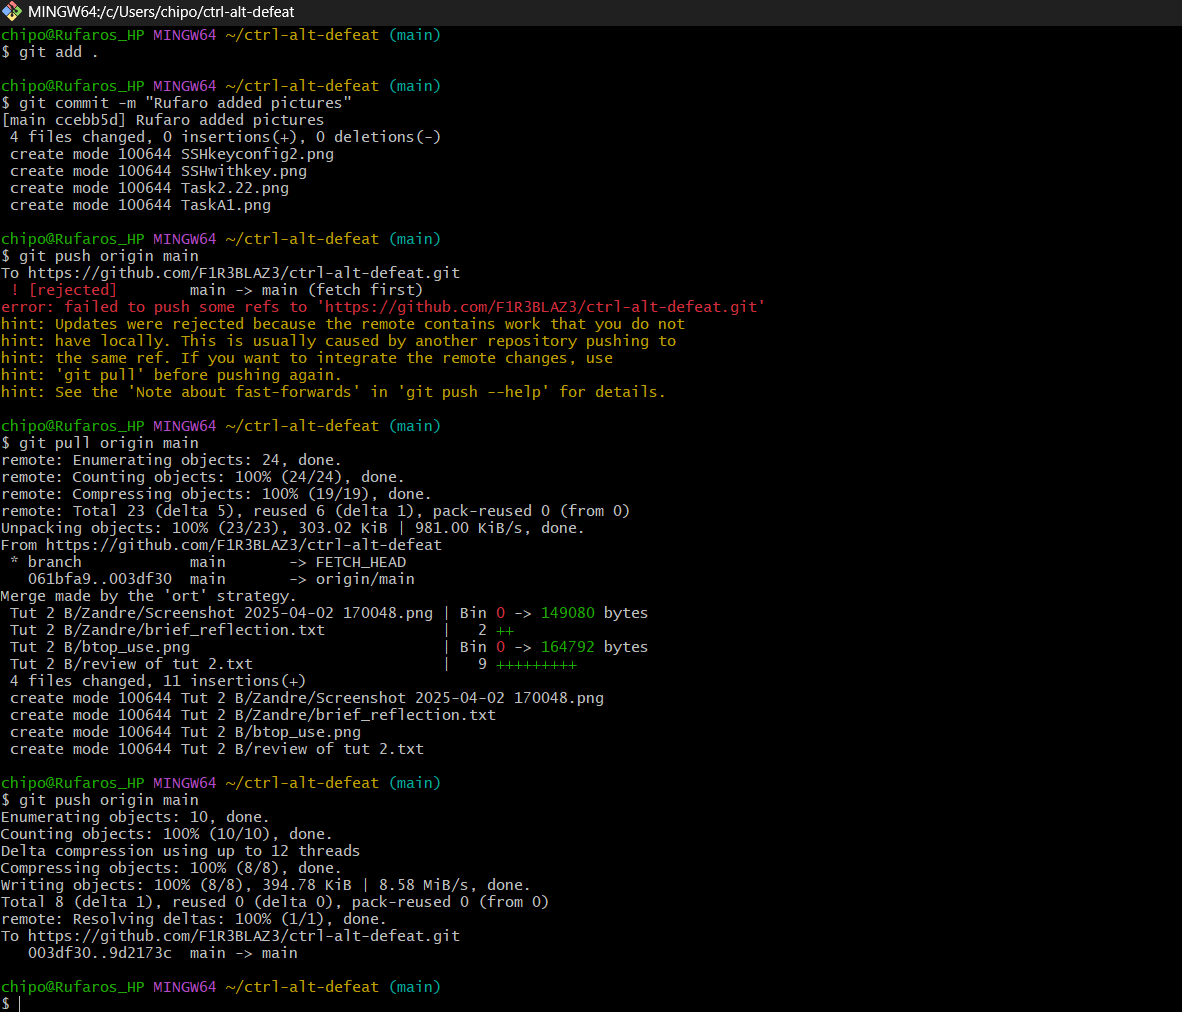 MINGW64:/c/Users/chipo/ctrl-alt-defeat
chipo@Rufaros_HP MINGW64 ~/ctrl-alt-defeat (main)
$ git add .
chipo@Rufaros_HP MINGW64 ~/ctrl-alt-defeat (main)
$ git commit -m "Rufaro added pictures"
[main ccebb5d] Rufaro added pictures
 4 files changed, 0 insertions(+), 0 deletions(-)
 create mode 100644 SSHkeyconfig2.png
 create mode 100644 SSHwithkey.png
 create mode 100644 Task2.22.png
 create mode 100644 TaskA1.png
chipo@Rufaros_HP MINGW64 ~/ctrl-alt-defeat (main)
$ git push origin main
To https://github.com/F1R3BLAZ3/ctrl-alt-defeat.git
 ! [rejected]        main -> main (fetch first)
error: failed to push some refs to 'https://github.com/F1R3BLAZ3/ctrl-alt-defeat.git'
hint: Updates were rejected because the remote contains work that you do not
hint: have locally. This is usually caused by another repository pushing to
hint: the same ref. If you want to integrate the remote changes, use
hint: 'git pull' before pushing again.
hint: See the 'Note about fast-forwards' in 'git push --help' for details.
chipo@Rufaros_HP MINGW64 ~/ctrl-alt-defeat (main)
$ git pull origin main
remote: Enumerating objects: 24, done.
remote: Counting objects: 100% (24/24), done.
remote: Compressing objects: 100% (19/19), done.
remote: Total 23 (delta 5), reused 6 (delta 1), pack-reused 0 (from 0)
Unpacking objects: 100% (23/23), 303.02 KiB | 981.00 KiB/s, done.
From https://github.com/F1R3BLAZ3/ctrl-alt-defeat
 * branch            main       -> FETCH_HEAD
   061bfa9..003df30  main       -> origin/main
Merge made by the 'ort' strategy.
 Tut 2 B/Zandre/Screenshot 2025-04-02 170048.png | Bin 0 -> 149080 bytes
 Tut 2 B/Zandre/brief_reflection.txt             |   2 ++
 Tut 2 B/btop_use.png                            | Bin 0 -> 164792 bytes
 Tut 2 B/review of tut 2.txt                     |   9 +++++++++
 4 files changed, 11 insertions(+)
 create mode 100644 Tut 2 B/Zandre/Screenshot 2025-04-02 170048.png
 create mode 100644 Tut 2 B/Zandre/brief_reflection.txt
 create mode 100644 Tut 2 B/btop_use.png
 create mode 100644 Tut 2 B/review of tut 2.txt
chipo@Rufaros_HP MINGW64 ~/ctrl-alt-defeat (main)
$ git push origin main
Enumerating objects: 10, done.
Counting objects: 100% (10/10), done.
Delta compression using up to 12 threads
Compressing objects: 100% (8/8), done.
Writing objects: 100% (8/8), 394.78 KiB | 8.58 MiB/s, done.
Total 8 (delta 1), reused 0 (delta 0), pack-reused 0 (from 0)
remote: Resolving deltas: 100% (1/1), done.
To https://github.com/F1R3BLAZ3/ctrl-alt-defeat.git
   003df30..9d2173c  main -> main
chipo@Rufaros_HP MINGW64 ~/ctrl-alt-defeat (main)
$